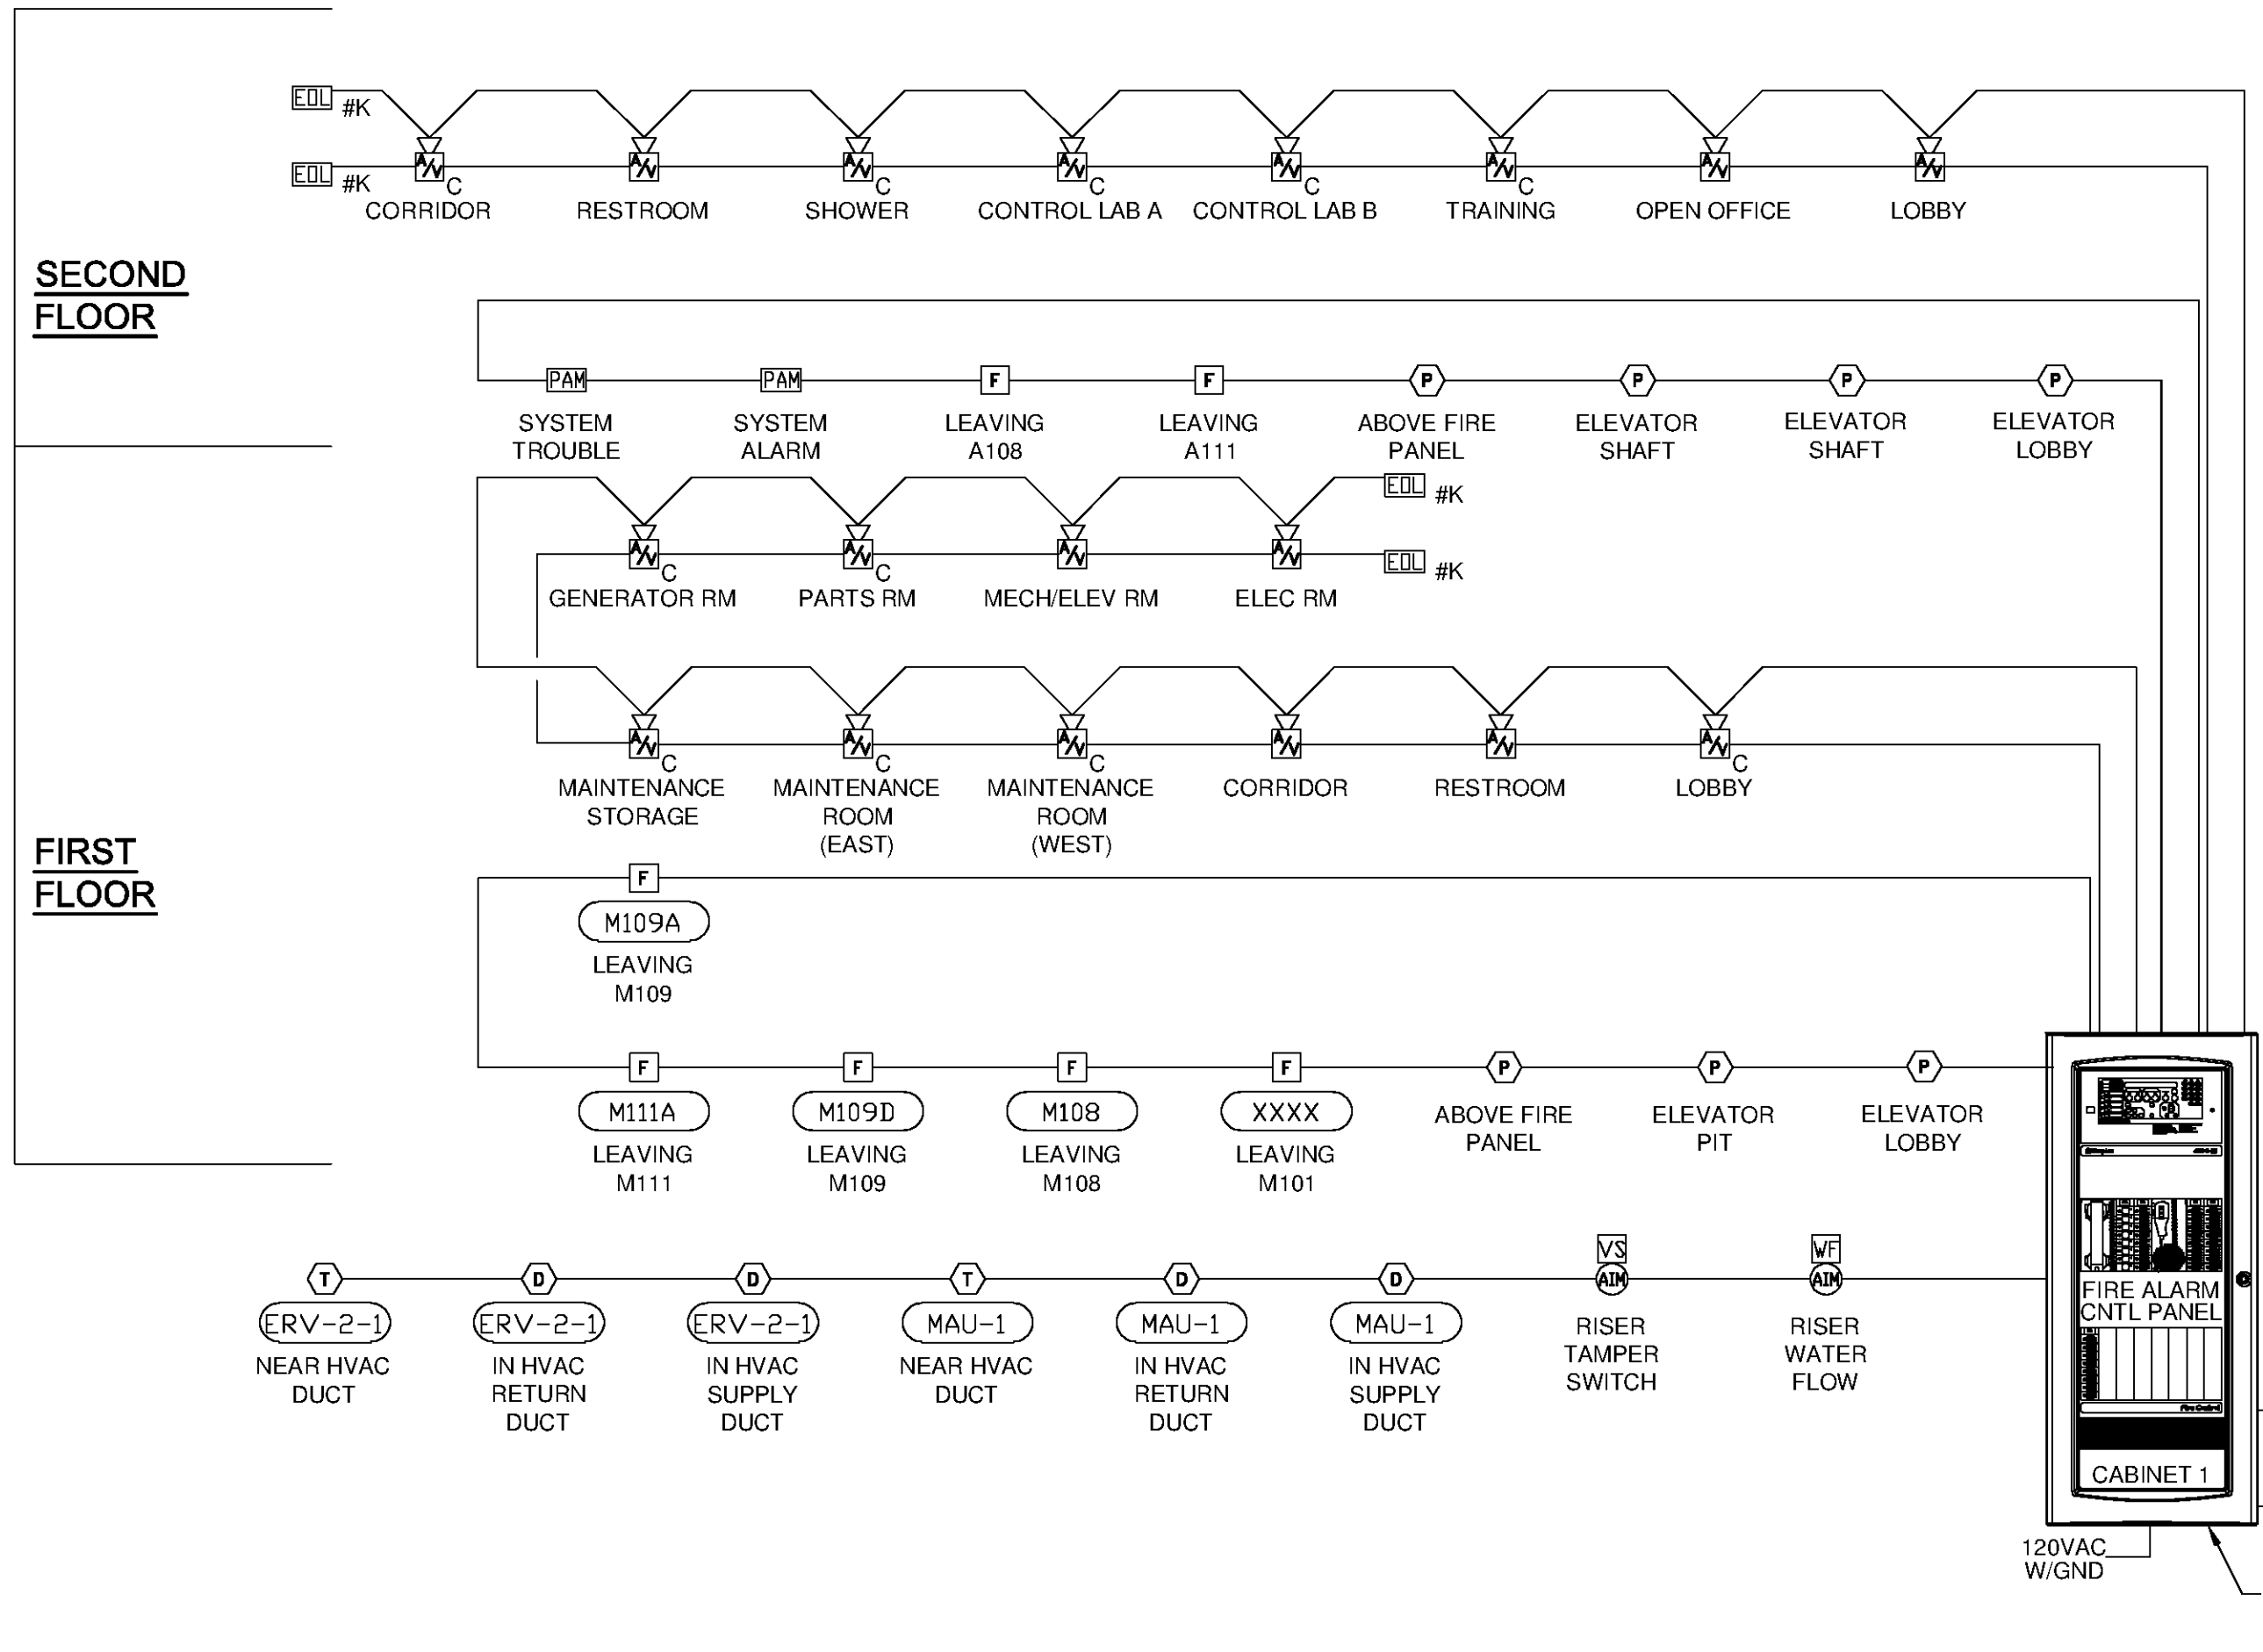 EOL #K
A/V A/V A/V A/V A/V A/V A/V A/V
EOL #K C C C C C
CORRIDOR RESTROOM SHOWER CONTROL LAB A CONTROL LAB B TRAINING OPEN OFFICE LOBBY
SECOND
FLOOR
PAM PAM F F P P P P
SYSTEM SYSTEM LEAVING LEAVING ABOVE FIRE ELEVATOR ELEVATOR ELEVATOR
TROUBLE ALARM A108 A111 PANEL SHAFT SHAFT LOBBY
EOL #K
A/V A/V A/V A/V EOL #K
C C
GENERATOR RM PARTS RM MECH/ELEV RM ELEC RM
A/V A/V A/V A/V A/V A/V
C C C C
MAINTENANCE MAINTENANCE MAINTENANCE CORRIDOR RESTROOM LOBBY
STORAGE ROOM ROOM
(EAST) (WEST)
FIRST
FLOOR
F
M109A
LEAVING
M109
F F F F P P P
M111A M109D M108 XXXX ABOVE FIRE ELEVATOR ELEVATOR
PANEL PIT LOBBY
LEAVING LEAVING LEAVING LEAVING
M111 M109 M108 M101
VS WF
T D D T D D AIM AIM
ERV-2-1 ERV-2-1 ERV-2-1 MAU-1 MAU-1 MAU-1 RISER RISER
NEAR HVAC IN HVAC IN HVAC NEAR HVAC IN HVAC IN HVAC TAMPER WATER
DUCT RETURN SUPPLY DUCT RETURN SUPPLY SWITCH FLOW
DUCT DUCT DUCT DUCT
FIRE ALARM
CNTL PANEL
Fire Control
CABINET 1
120VAC
W/GND